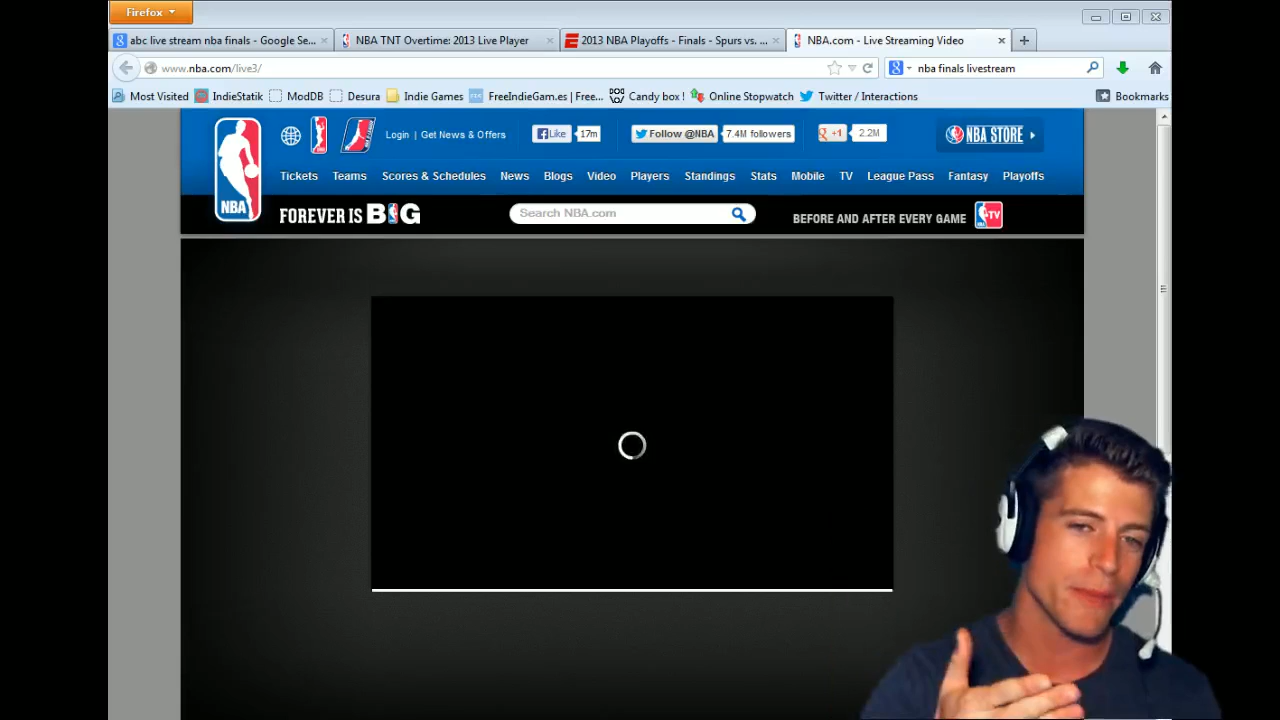 Firefox
abc live stream nba finals - Google Se...
NBA TNT Overtime: 2013 Live Player
2013 NBA Playoffs - Finals - Spurs vs. ...
NBA.com - Live Streaming Video
www.nba.com/live3/
nba finals livestream
Most Visited
IndieStatik
ModDB
Desura
Indie Games
FreeIndieGam.es | Free...
Candy box !
Online Stopwatch
Twitter / Interactions
Bookmarks
Login | Get News & Offers
Like 17m
Follow @NBA 7.4M followers
+1 2.2M
NBA STORE
Tickets Teams Scores & Schedules News Blogs Video Players Standings Stats Mobile TV League Pass Fantasy Playoffs
NBA
FOREVER IS BIG
Search NBA.com
BEFORE AND AFTER EVERY GAME